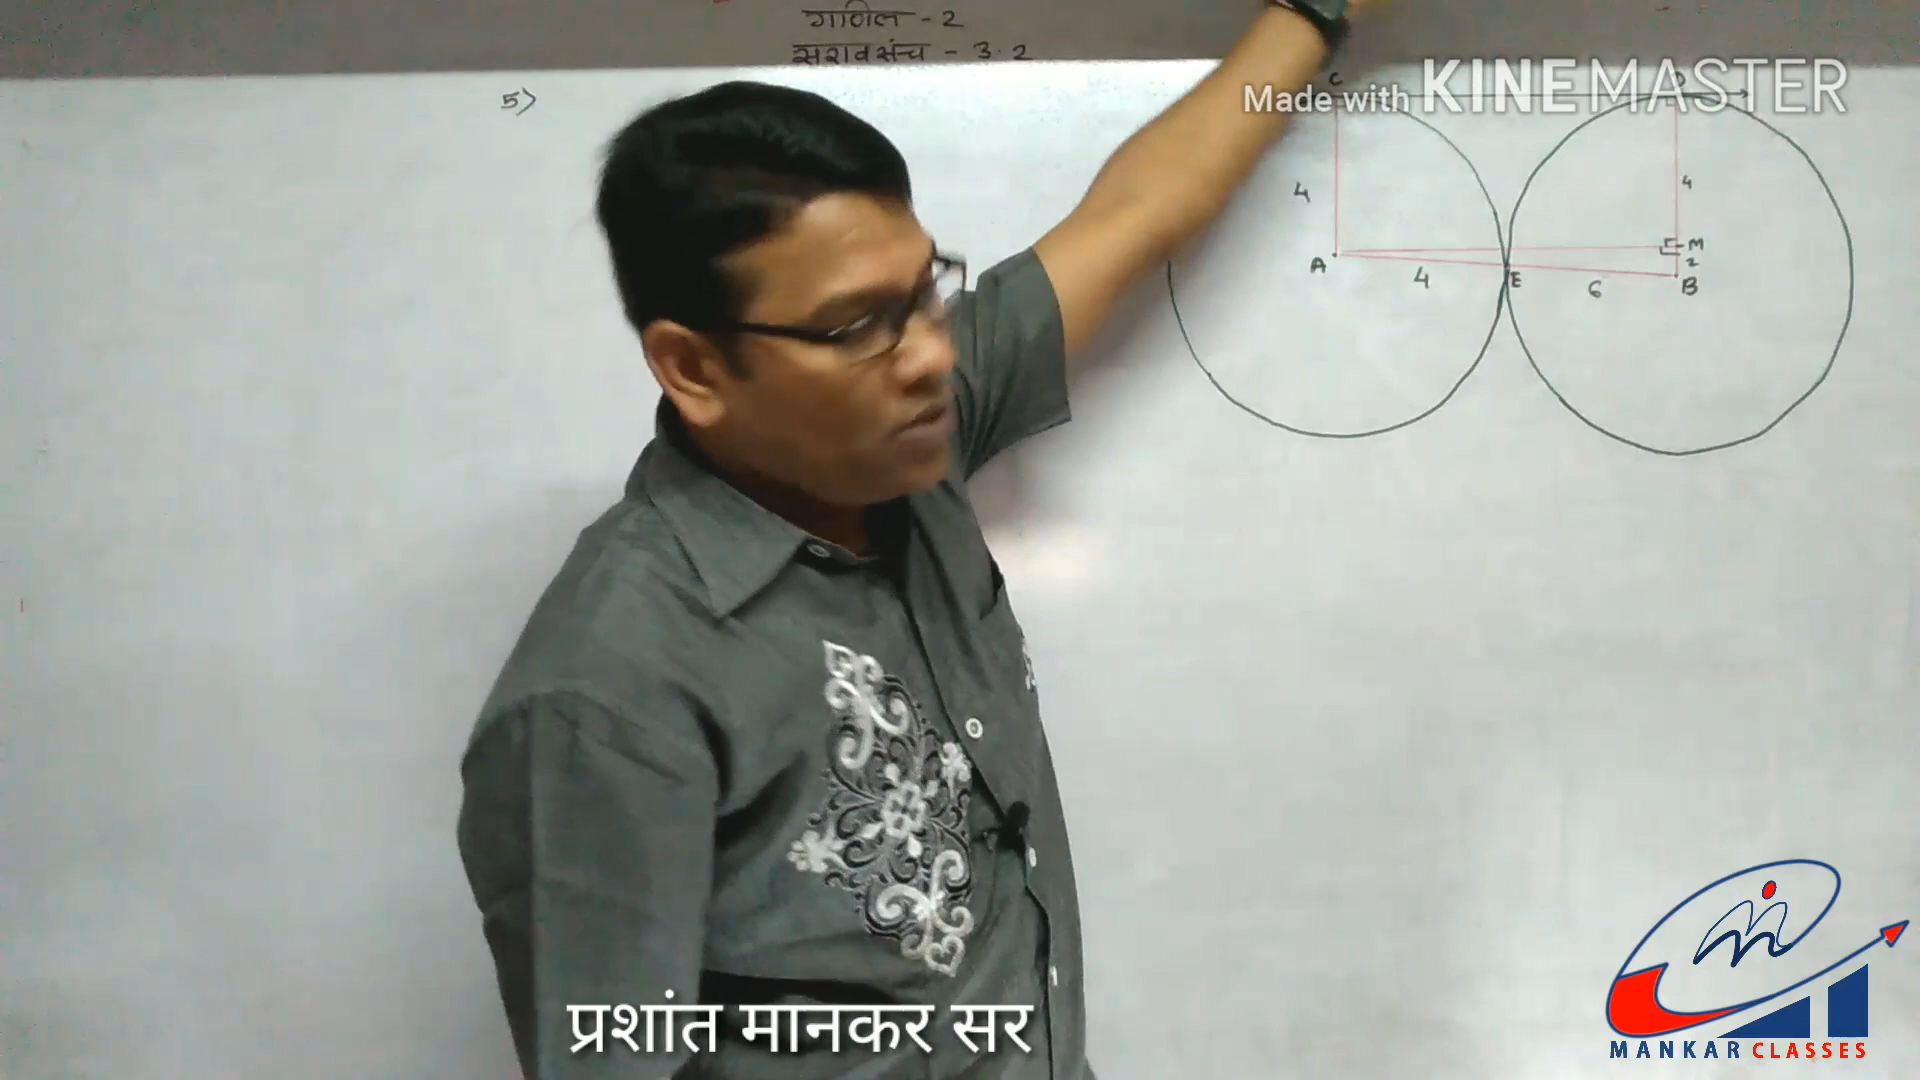 गणित - 2
सरावसंच - 3.2
5)
Made with KINEMASTER
C
D
4
4
A
M
2
4
E
6
B
प्रशांत मानकर सर
MANKAR CLASSES